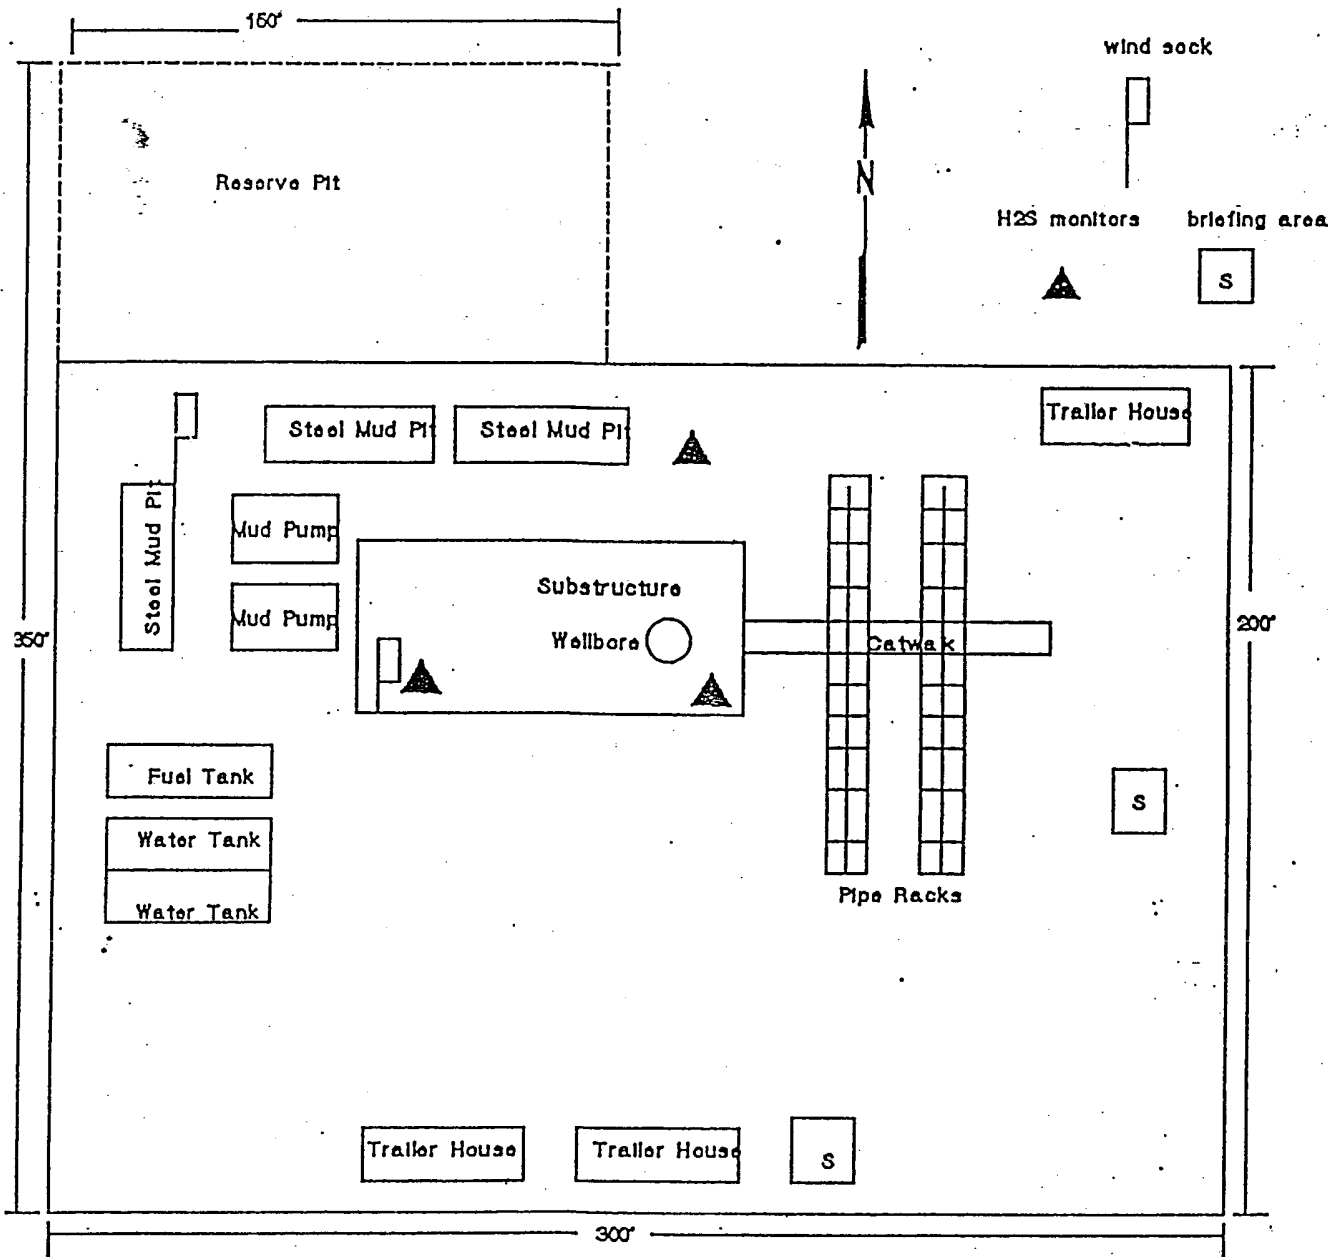 150'
wind sock
N
Reserve Pit
H2S monitors
briefing area
S
Trailer House
Steel Mud Pit
Steel Mud Pit
Steel Mud Pit
Mud Pump
Substructure
Mud Pump
Wellbore
Catwalk
350'
200'
Fuel Tank
S
Water Tank
Pipe Racks
Water Tank
Trailer House
Trailer House
S
300'